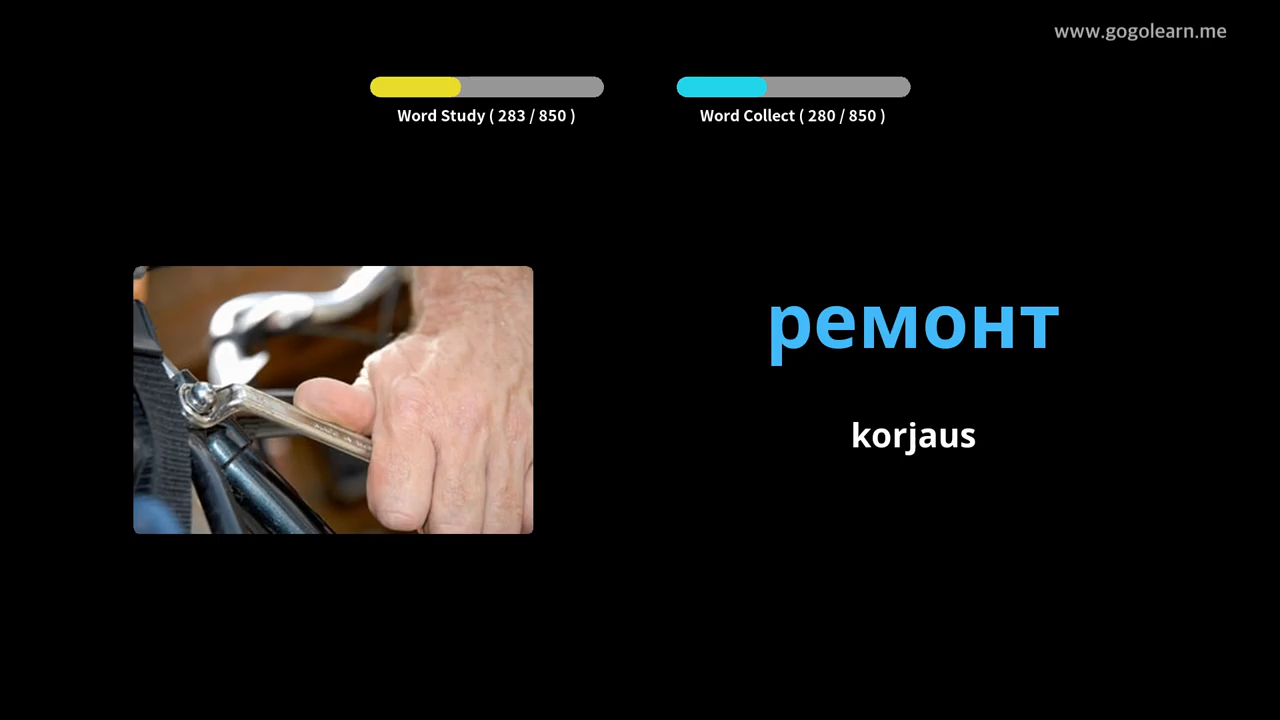 www.gogolearn.me
Word Study ( 283 / 850 )
Word Collect ( 280 / 850 )
ремонт
korjaus